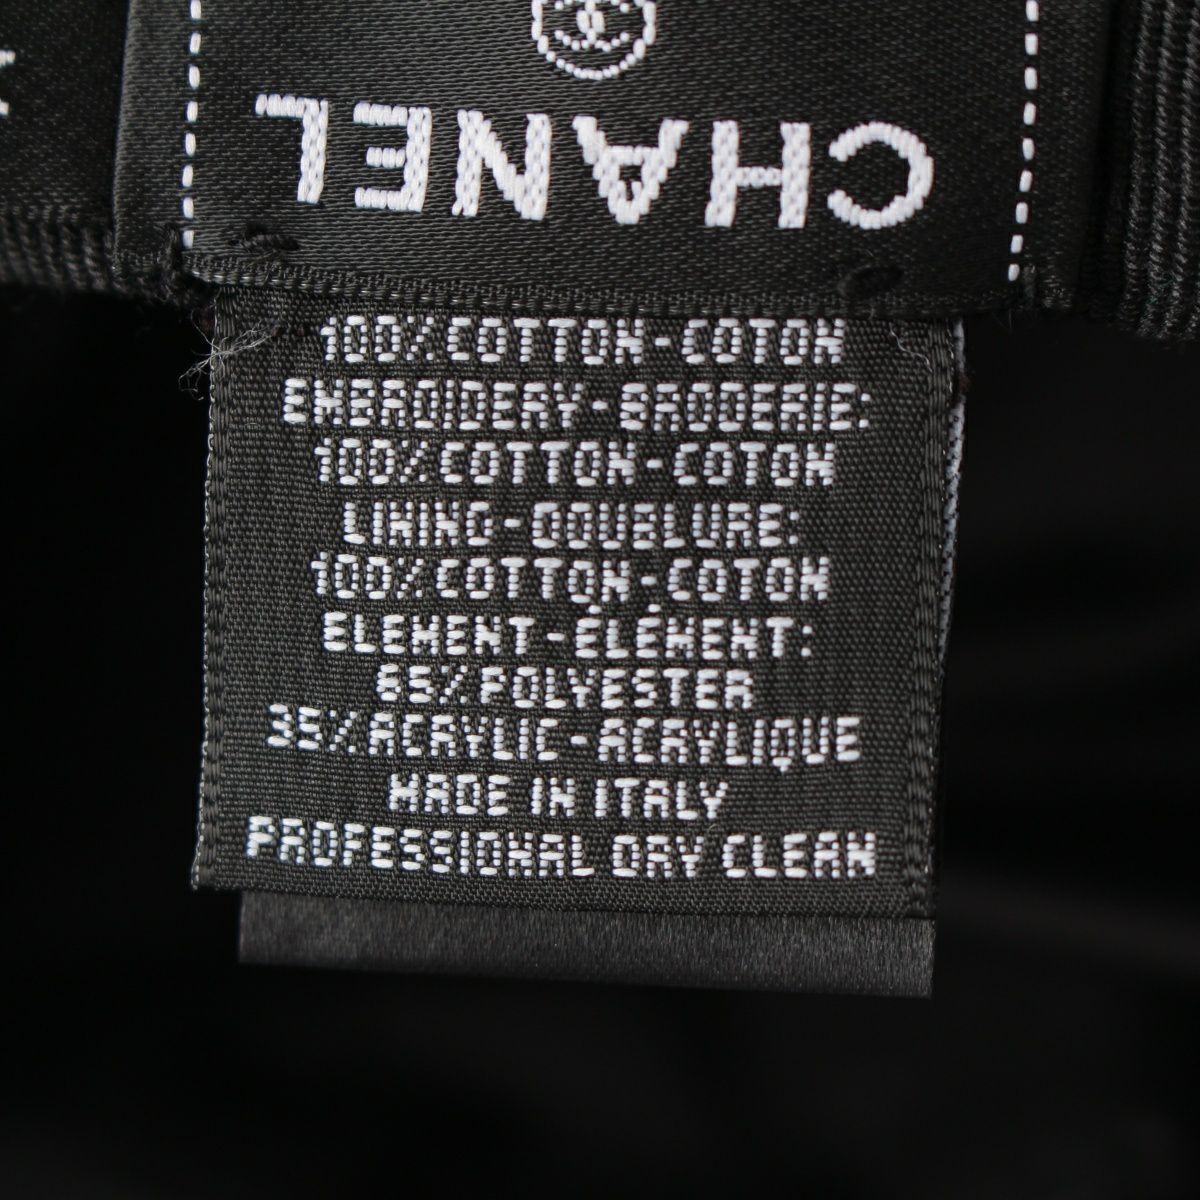 CHANEL
100% COTTON-COTON
EMBROIDERY-BRODERIE:
100% COTTON-COTON
LINING-DOUBLURE:
100% COTTON-COTON
ELEMENT-ÉLÉMENT:
65% POLYESTER
35% ACRYLIC-ACRYLIQUE
MADE IN ITALY
PROFESSIONAL DRY CLEAN